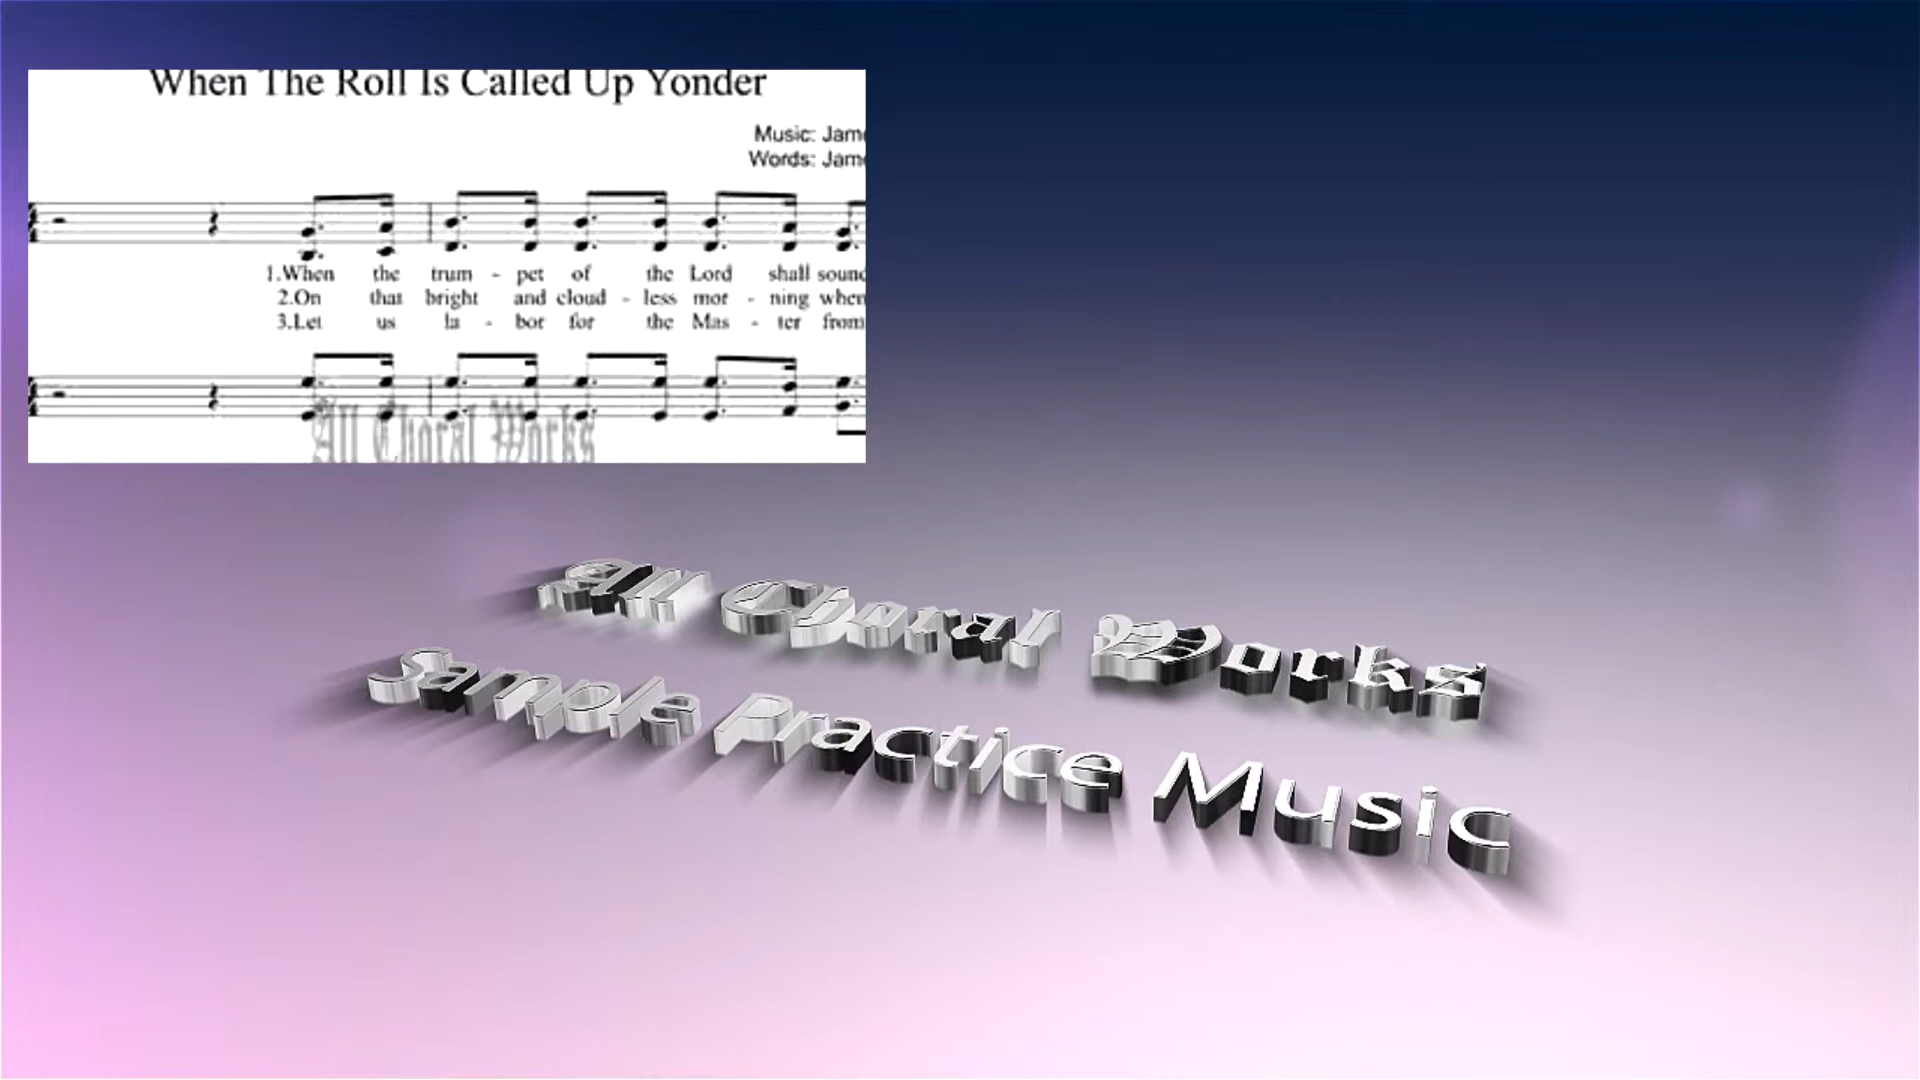 When The Roll Is Called Up Yonder
Music: Jam
Words: Jam
1.When the trum - pet of the Lord shall sound
2.On that bright and cloud - less mor - ning when
3.Let us la - bor for the Mas - ter from
All Choral Works
All Choral Works
Sample Practice Music